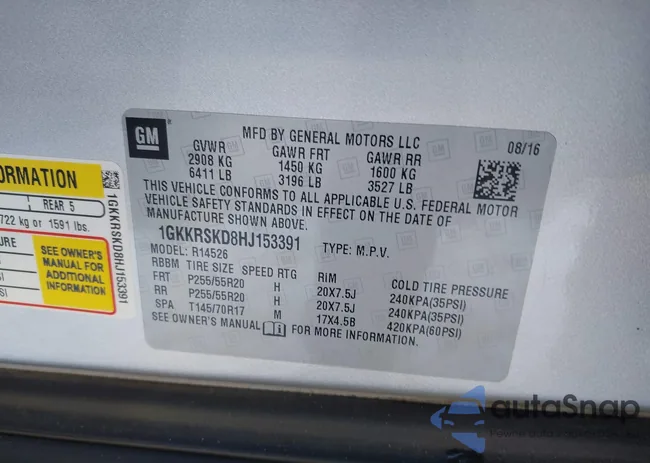 GM
MFD BY GENERAL MOTORS LLC
08/16
GVWR GAWR FRT GAWR RR
2908 KG 1450 KG 1600 KG
6411 LB 3196 LB 3527 LB
THIS VEHICLE CONFORMS TO ALL APPLICABLE U.S. FEDERAL MOTOR
VEHICLE SAFETY STANDARDS IN EFFECT ON THE DATE OF
MANUFACTURE SHOWN ABOVE.
1GKKRSKD8HJ153391 TYPE: M.P.V.
MODEL: R14526
RBBM TIRE SIZE SPEED RTG RIM COLD TIRE PRESSURE
FRT P255/55R20 H 20X7.5J 240KPA(35PSI)
RR P255/55R20 H 20X7.5J 240KPA(35PSI)
SPA T145/70R17 M 17X4.5B 420KPA(60PSI)
SEE OWNER'S MANUAL FOR MORE INFORMATION.
ORMATION
REAR 5
722 kg or 1591 lbs.
SEE OWNER'S
MANUAL FOR
ADDITIONAL
INFORMATION
1GKKRSKD8HJ153391
autaSnap